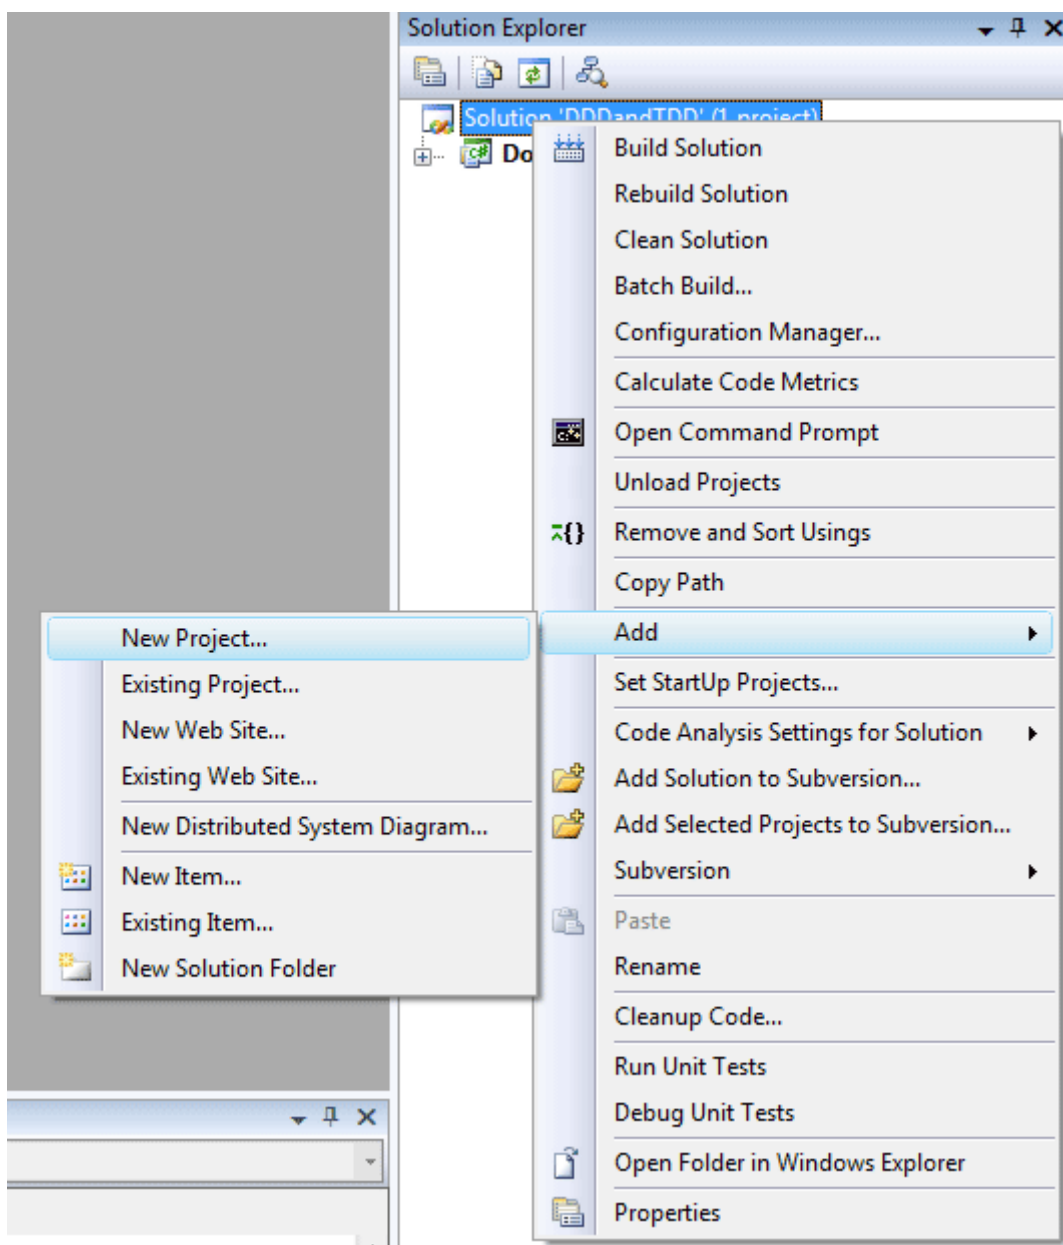 Solution Explorer
Solution 'DDDandTDD' (1 project)
Do
Build Solution
Rebuild Solution
Clean Solution
Batch Build...
Configuration Manager...
Calculate Code Metrics
Open Command Prompt
Unload Projects
Remove and Sort Usings
Copy Path
Add
Set StartUp Projects...
Code Analysis Settings for Solution
Add Solution to Subversion...
Add Selected Projects to Subversion...
Subversion
Paste
Rename
Cleanup Code...
Run Unit Tests
Debug Unit Tests
Open Folder in Windows Explorer
Properties
New Project...
Existing Project...
New Web Site...
Existing Web Site...
New Distributed System Diagram...
New Item...
Existing Item...
New Solution Folder